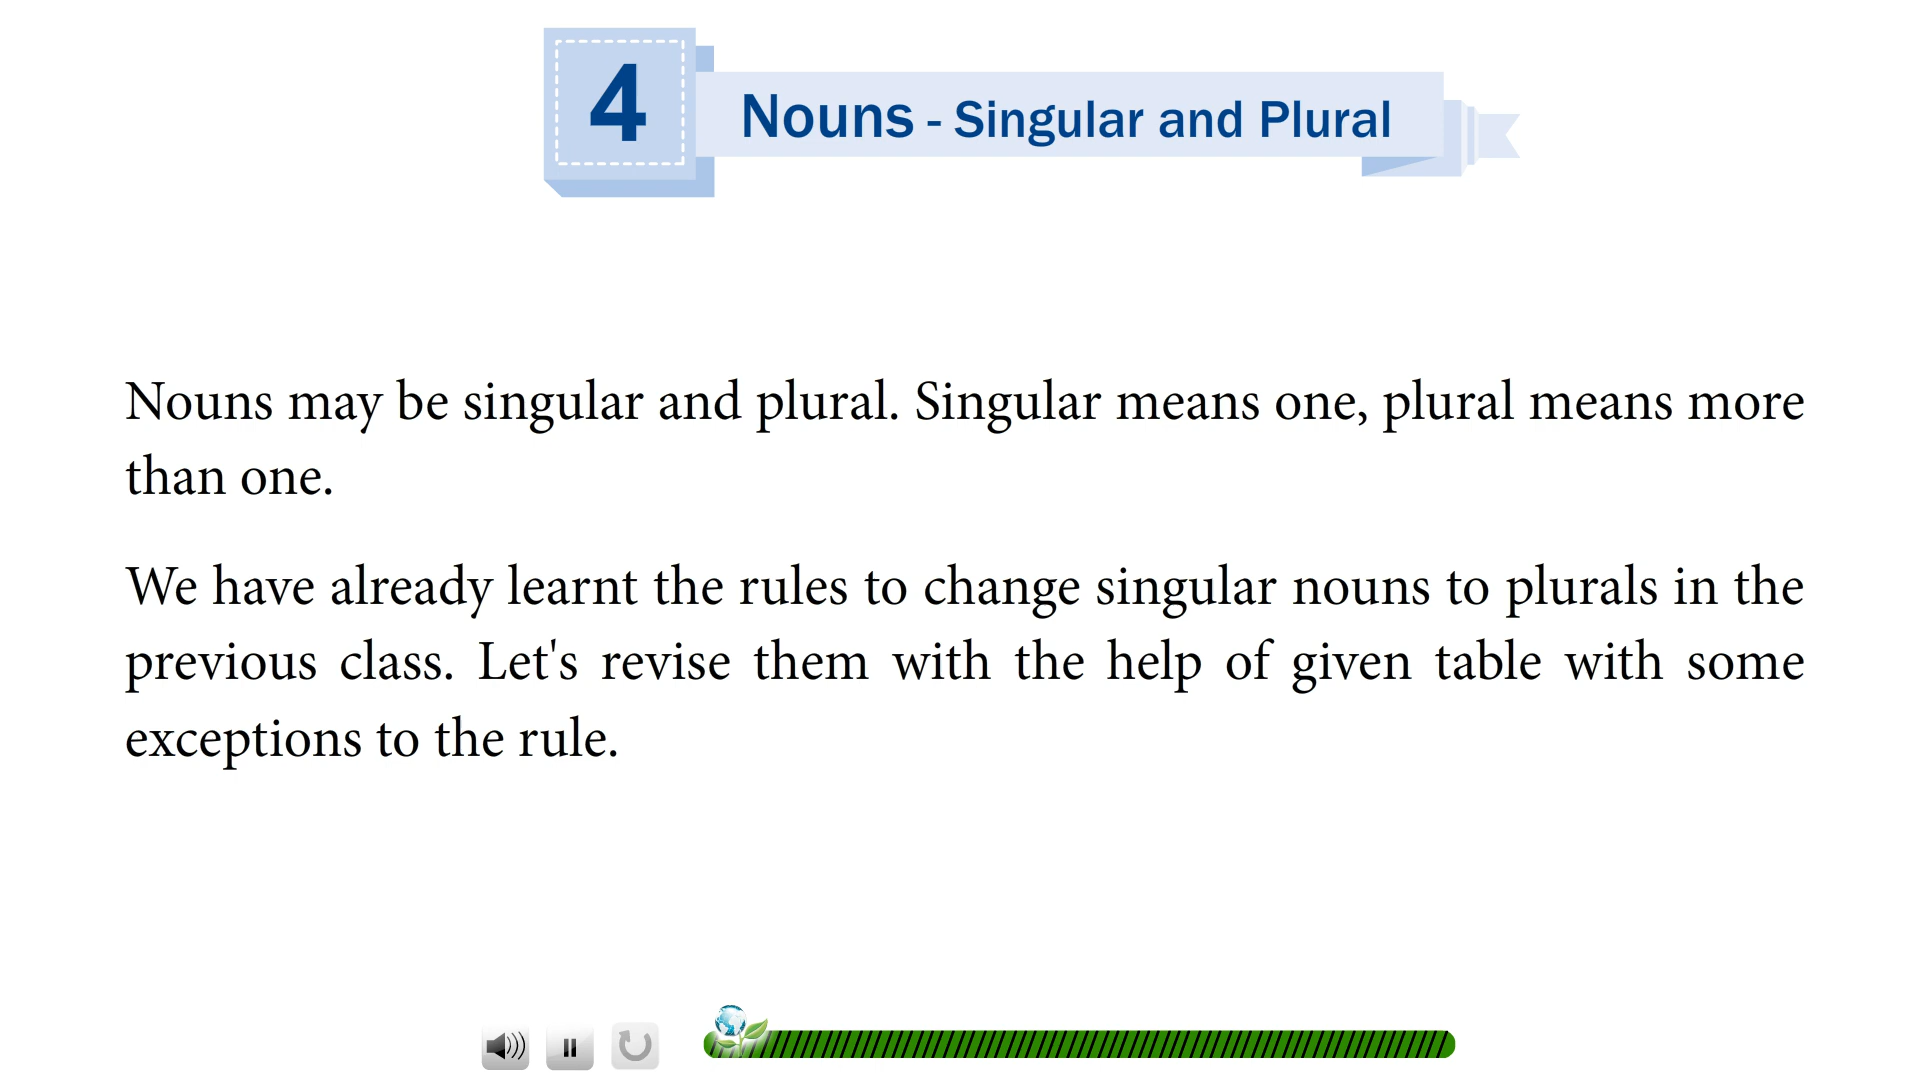 4
Nouns - Singular and Plural
Nouns may be singular and plural. Singular means one, plural means more
than one.
We have already learnt the rules to change singular nouns to plurals in the
previous class. Let's revise them with the help of given table with some
exceptions to the rule.